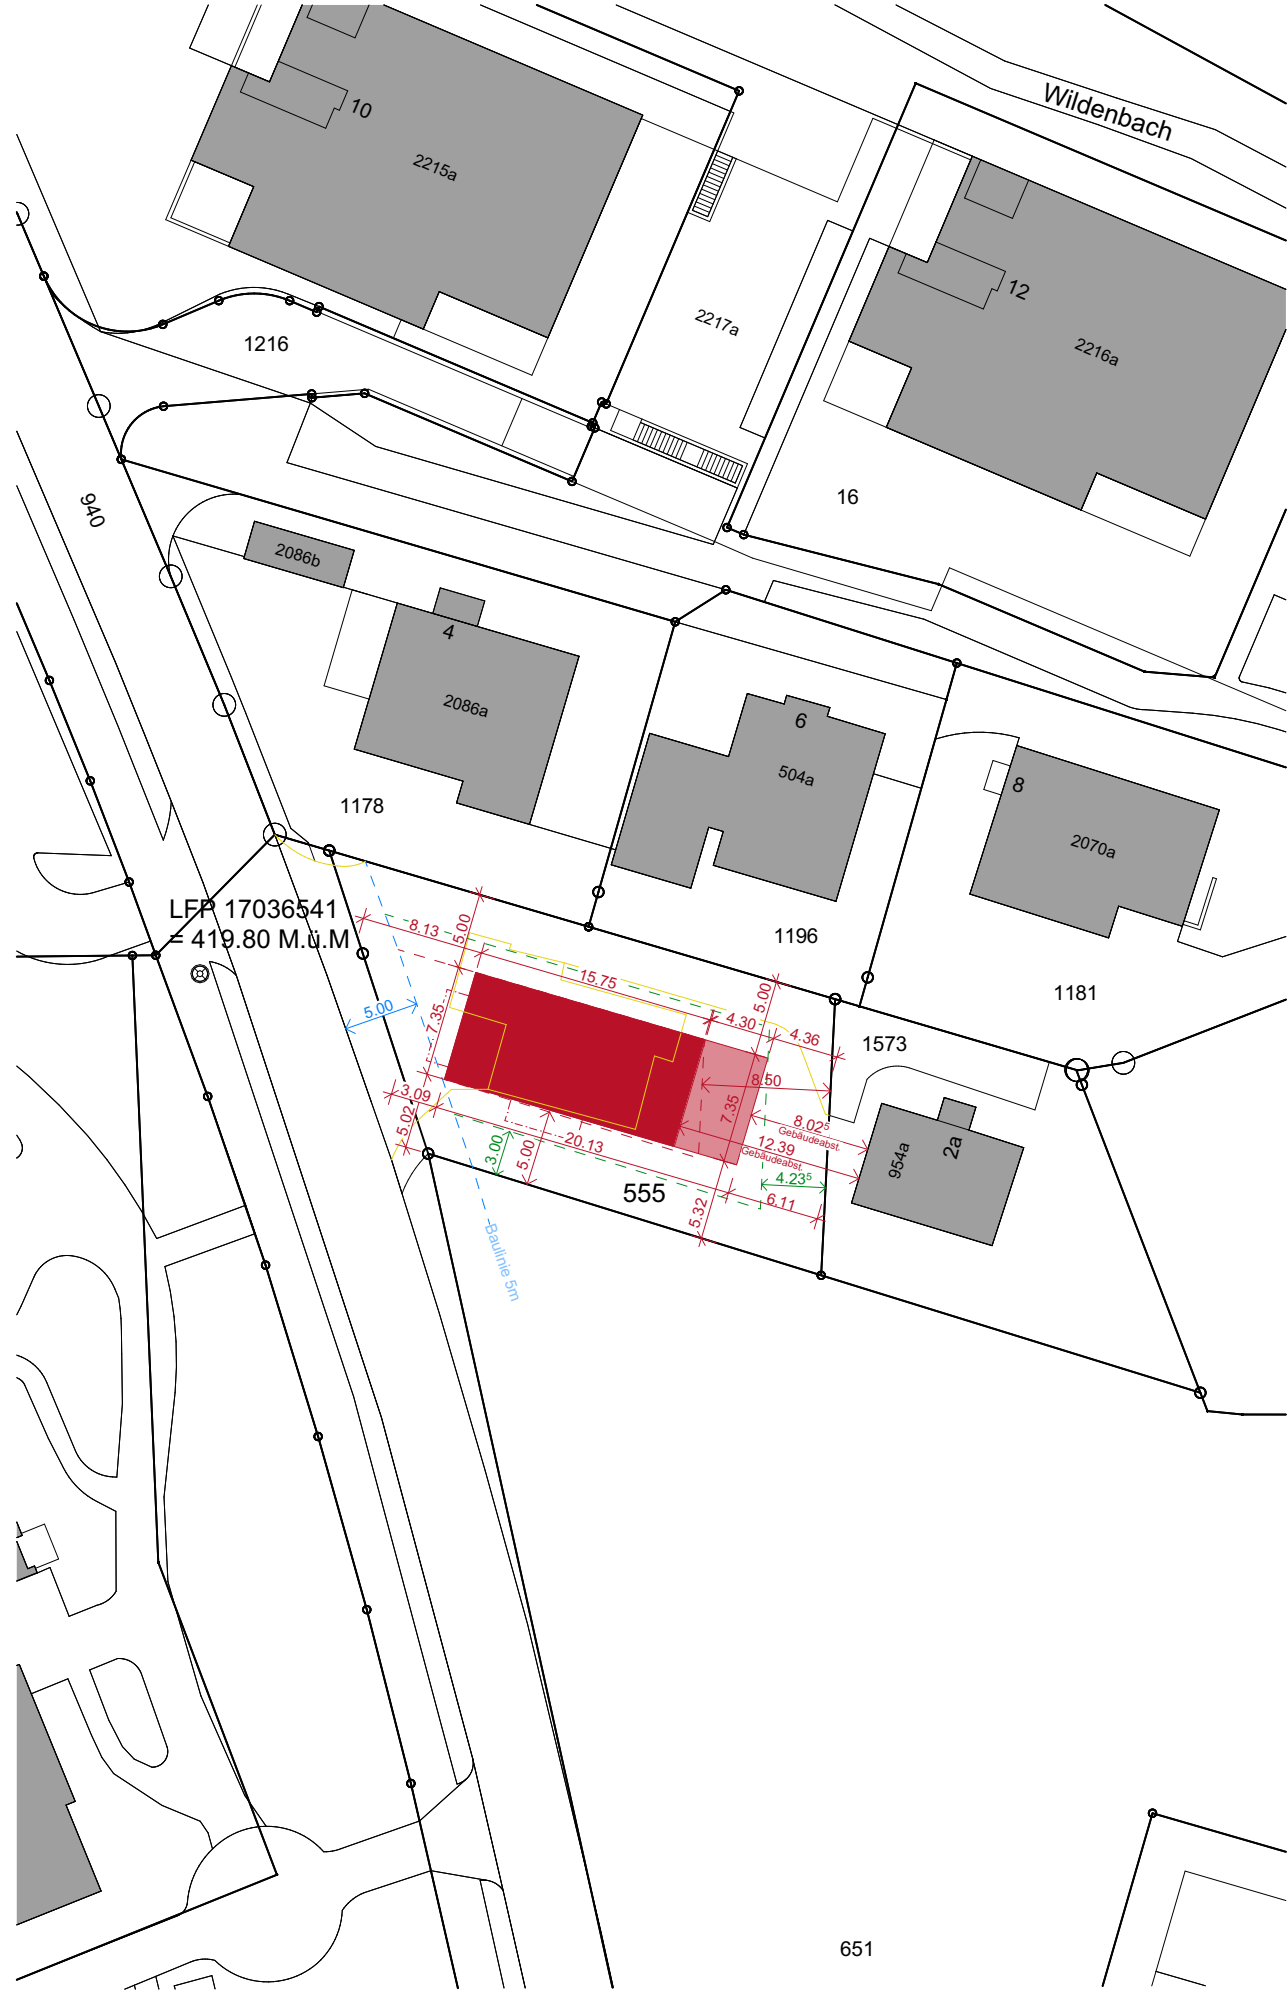 Wildenbach
10
2215a
12
2217a
2216a
1216
16
940
2086b
4
2086a
6
504a
8
2070a
1178
LFP 17036541
= 419.80 M.ü.M
1196
1181
1573
8.13
5.00
15.75
5.00
4.30
4.36
5.00
7.35
8.50
7.35
3.09
5.02
8.02⁵
Gebäudeabst.
12.39
Gebäudeabst.
20.13
3.00
5.00
4.23⁵
6.11
5.32
555
954a
2a
Baulinie 5m
651